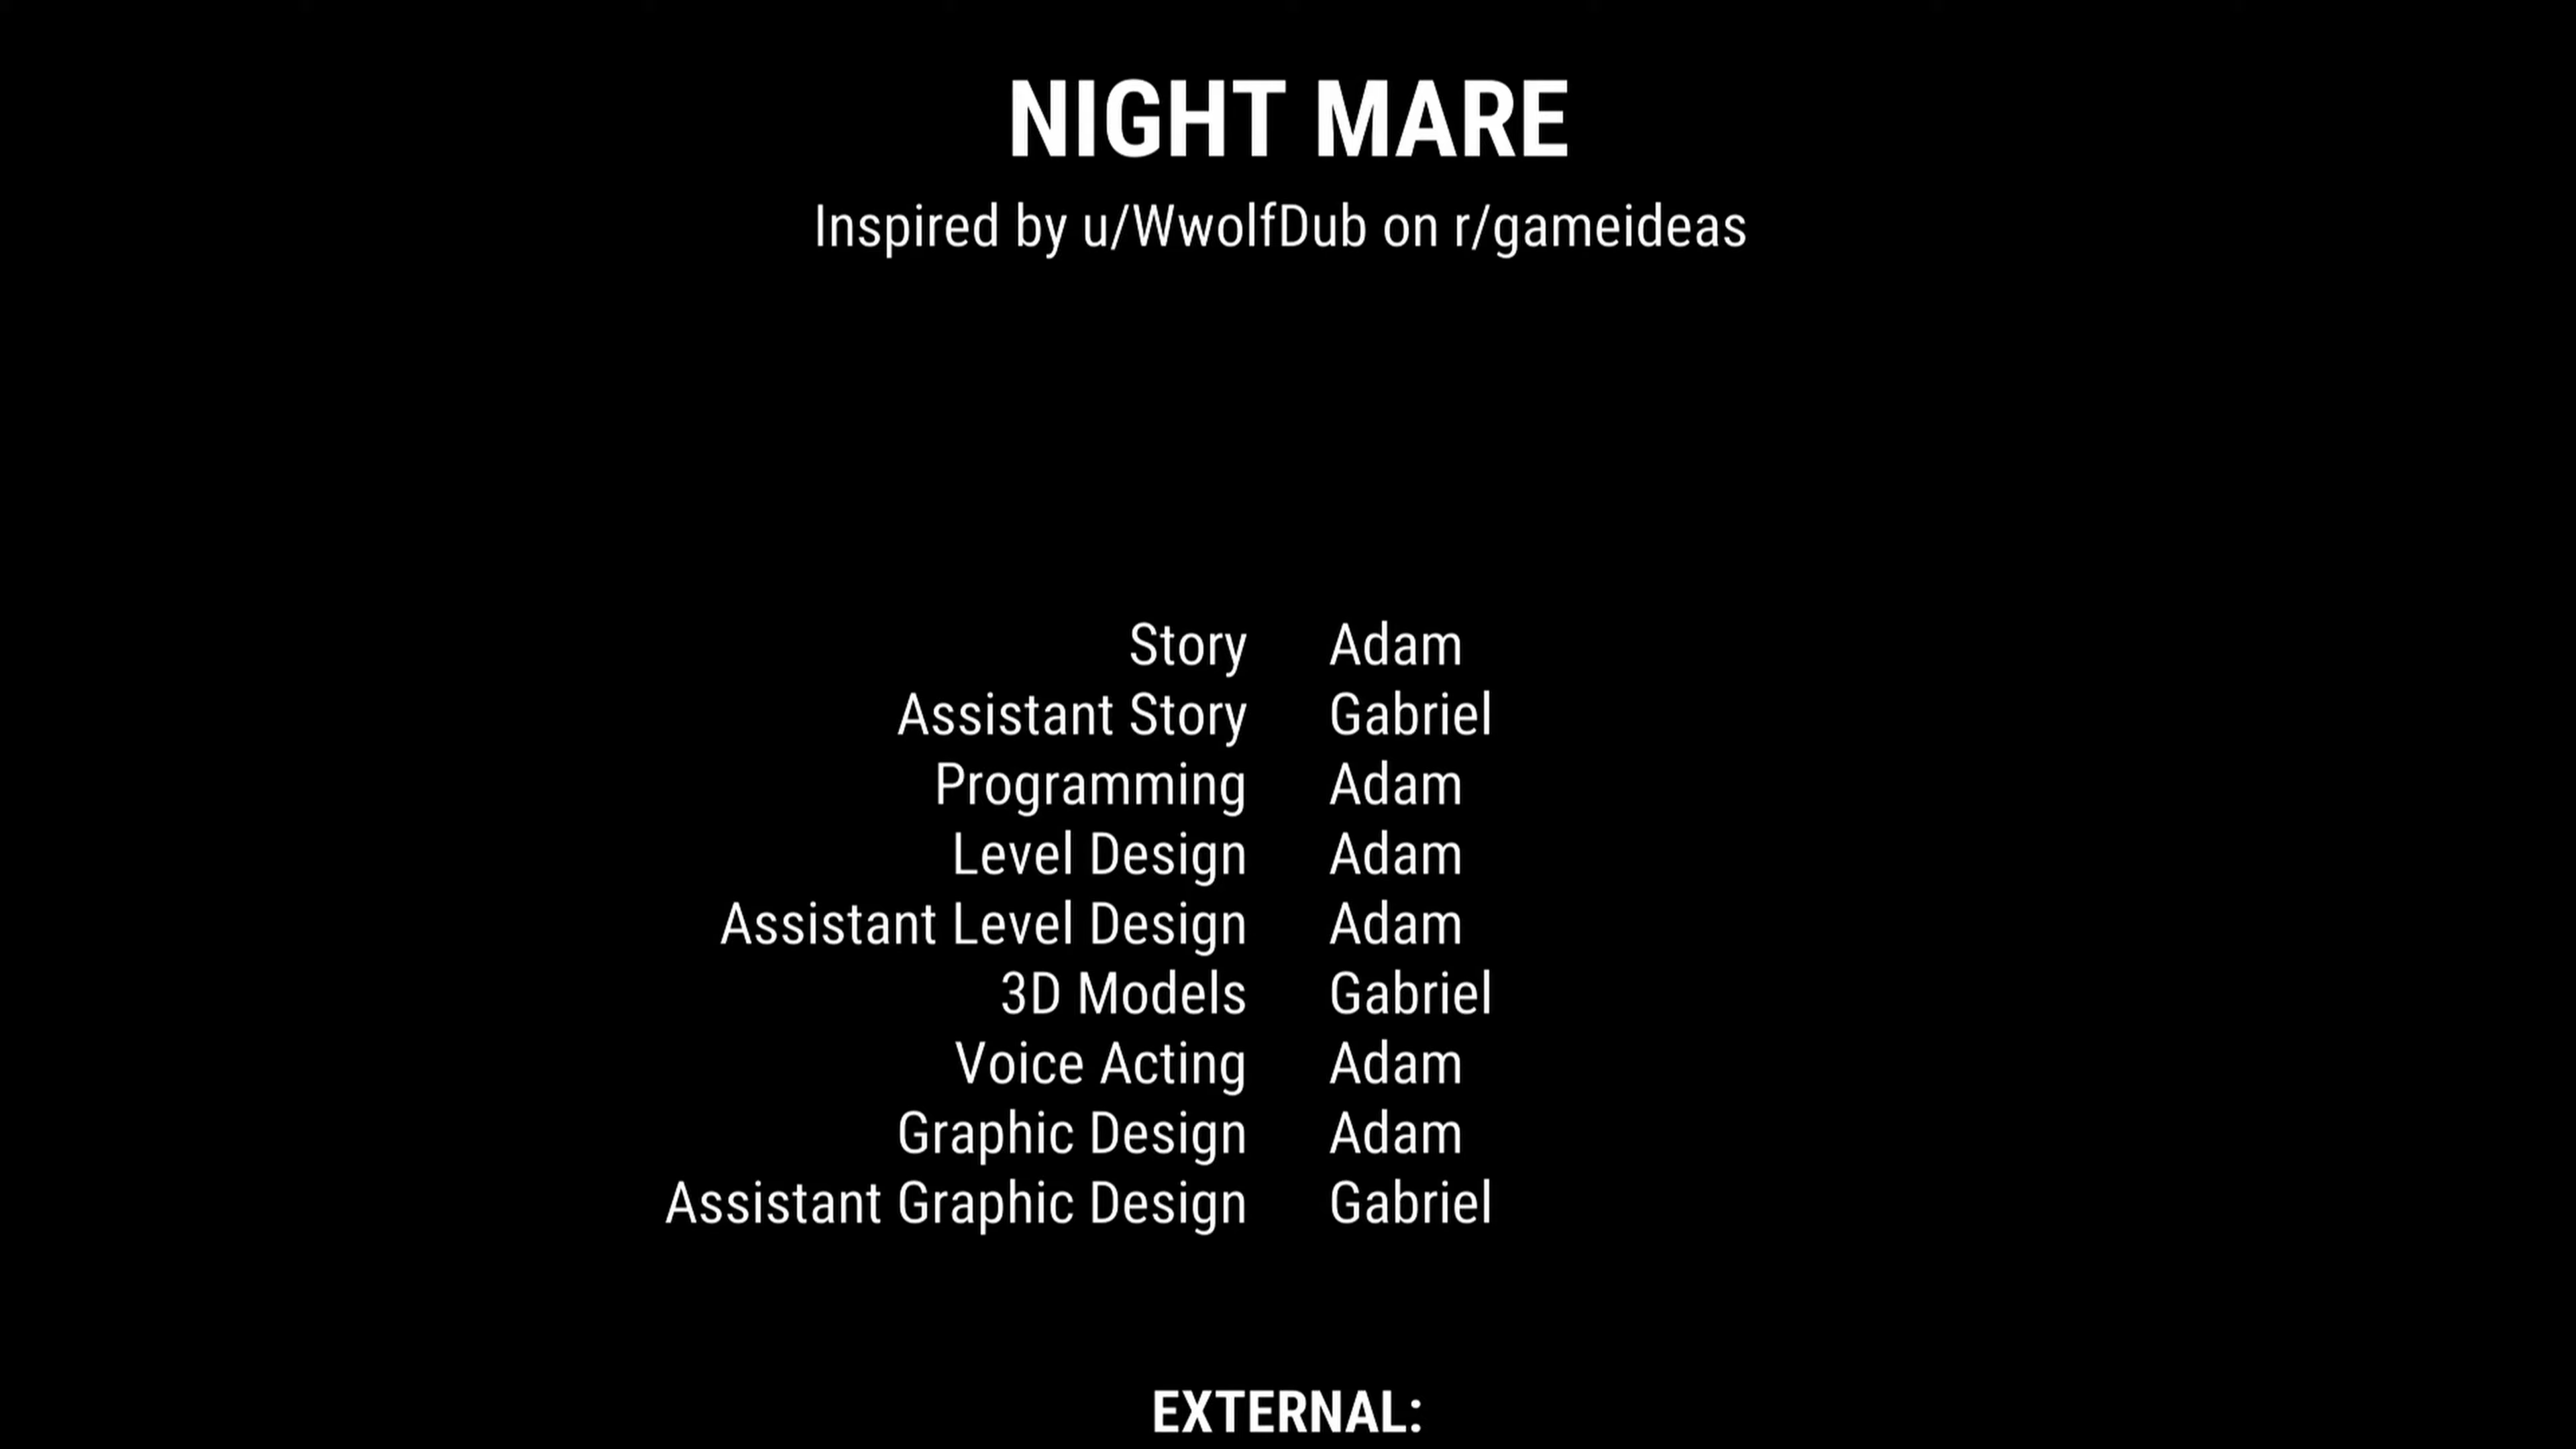 NIGHT MARE
Inspired by u/WwolfDub on r/gameideas
Story Adam
Assistant Story Gabriel
Programming Adam
Level Design Adam
Assistant Level Design Adam
3D Models Gabriel
Voice Acting Adam
Graphic Design Adam
Assistant Graphic Design Gabriel
EXTERNAL: